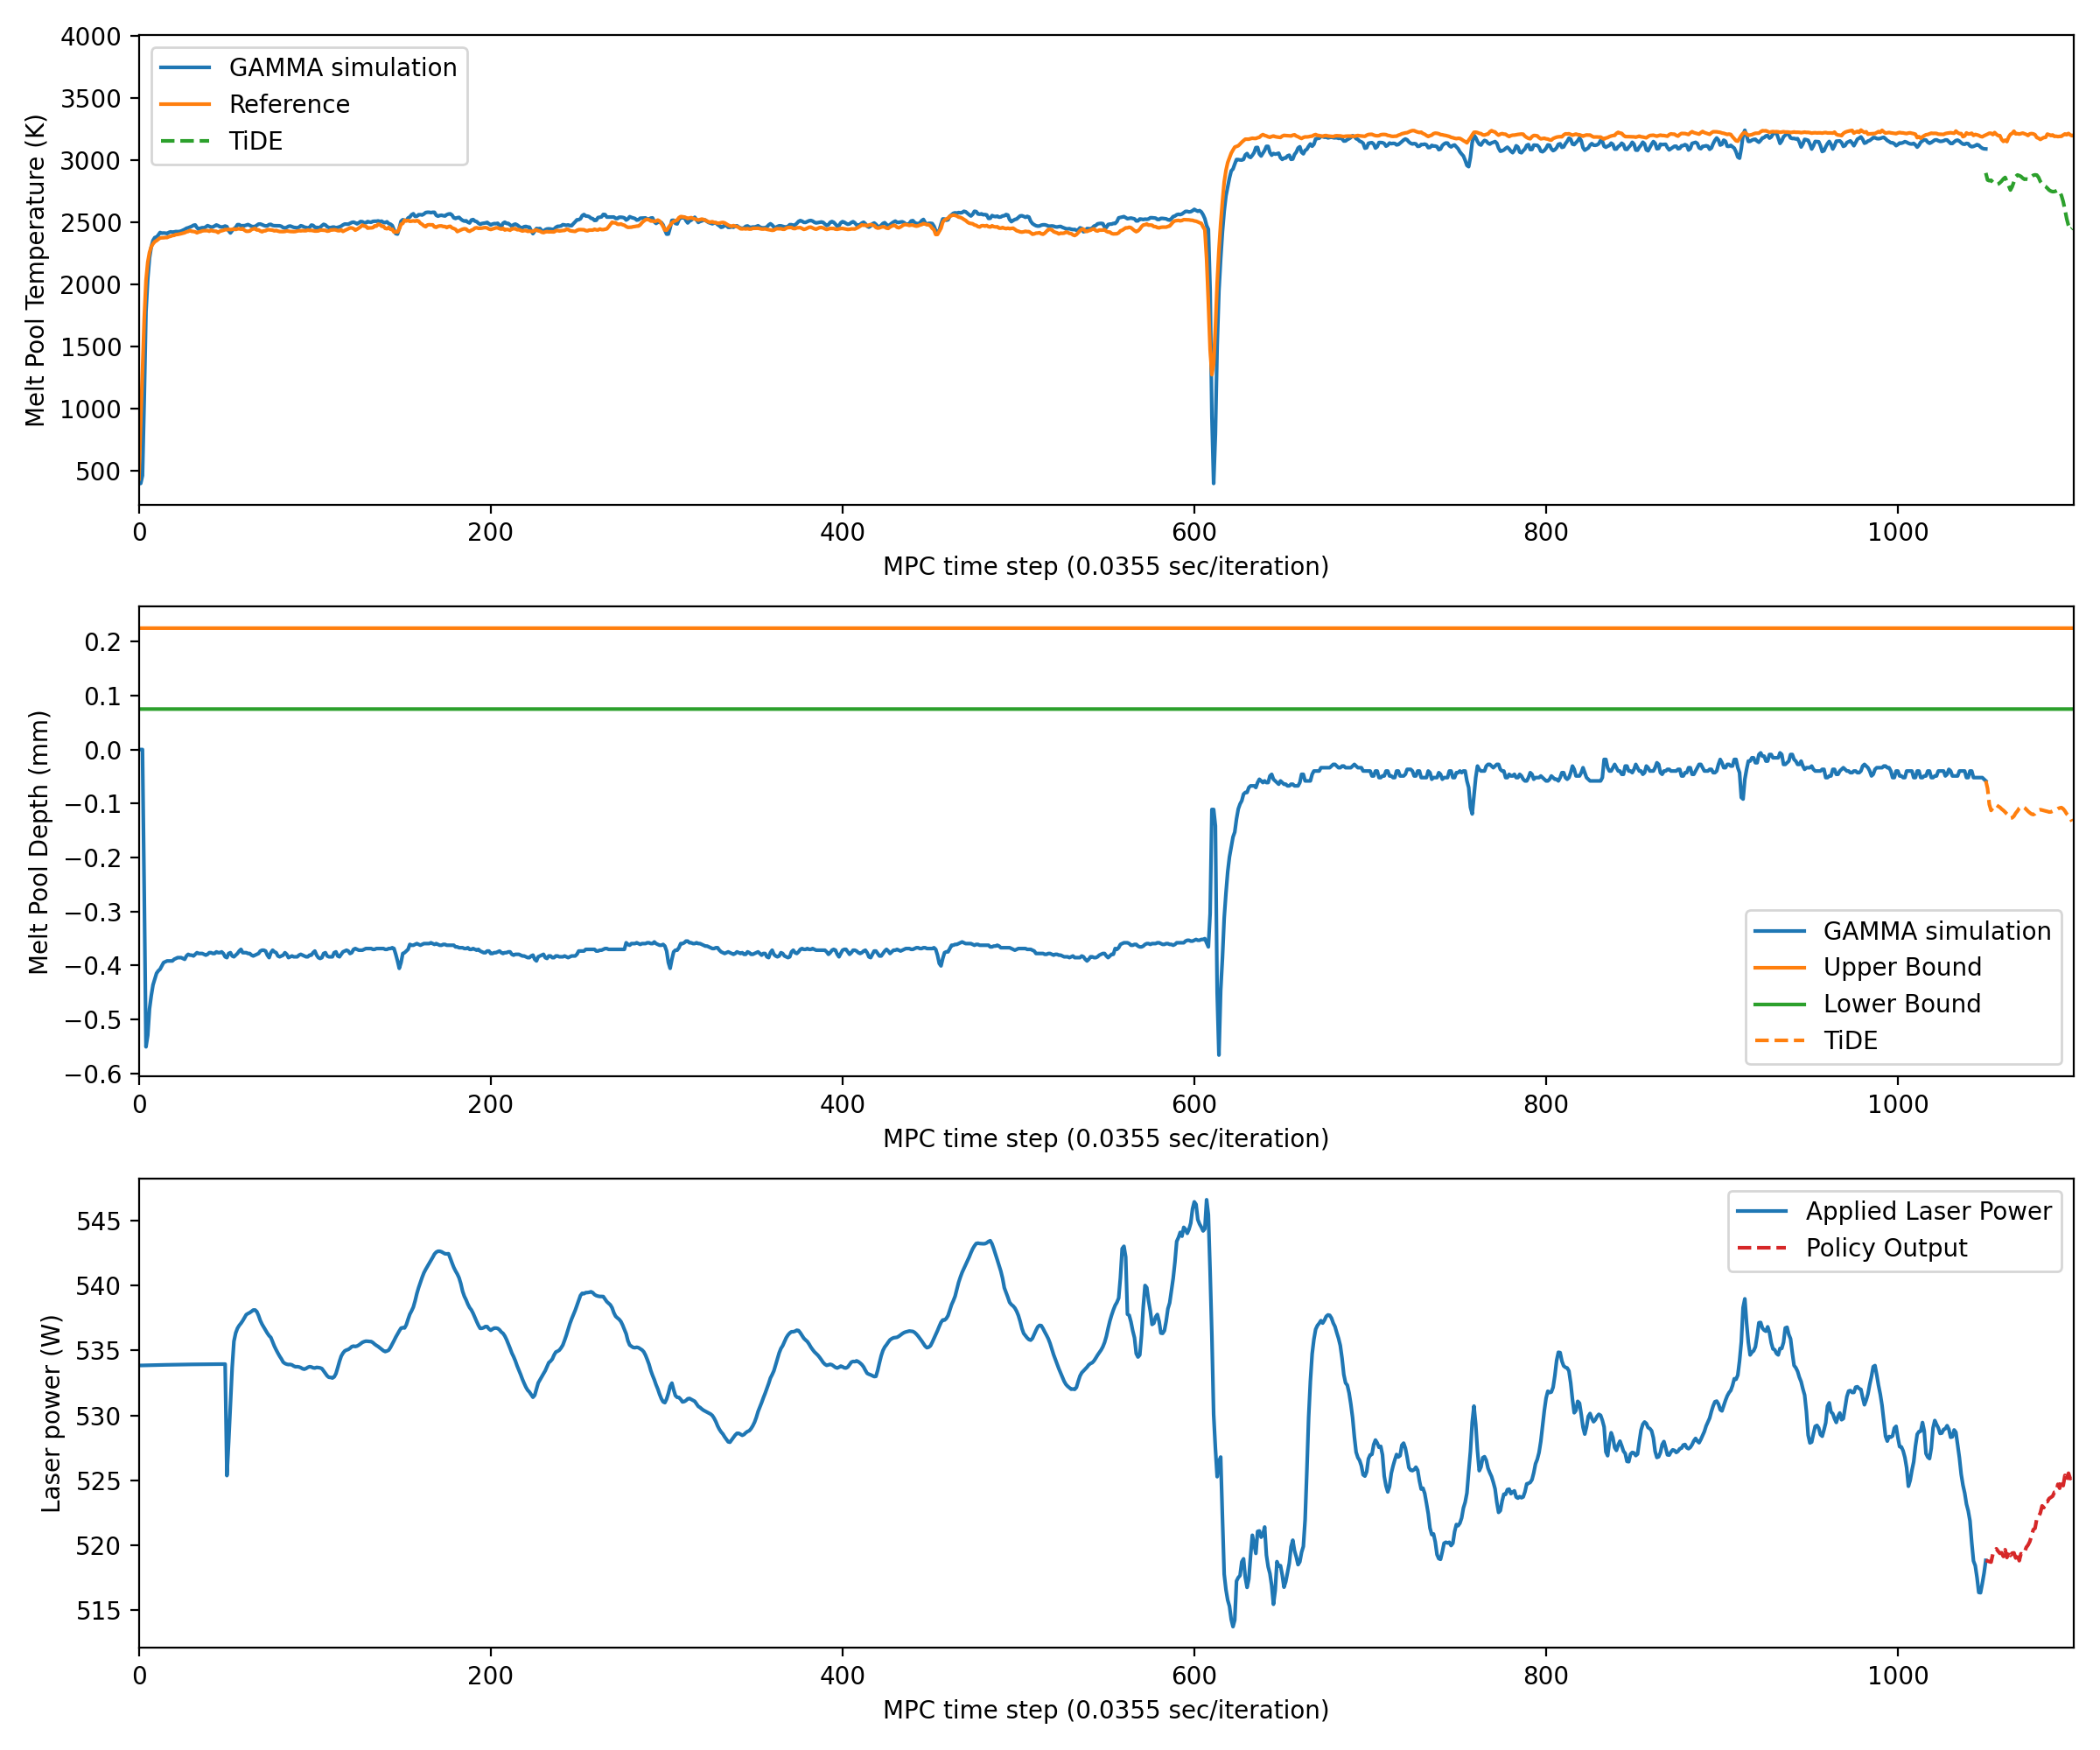 4000
3500
3000
2500
2000
1500
1000
500
Melt Pool Temperature (K)
GAMMA simulation
Reference
TiDE
0 200 400 600 800 1000
MPC time step (0.0355 sec/iteration)
0.2
0.1
0.0
−0.1
−0.2
−0.3
−0.4
−0.5
−0.6
Melt Pool Depth (mm)
GAMMA simulation
Upper Bound
Lower Bound
TiDE
0 200 400 600 800 1000
MPC time step (0.0355 sec/iteration)
545
540
535
530
525
520
515
Laser power (W)
Applied Laser Power
Policy Output
0 200 400 600 800 1000
MPC time step (0.0355 sec/iteration)